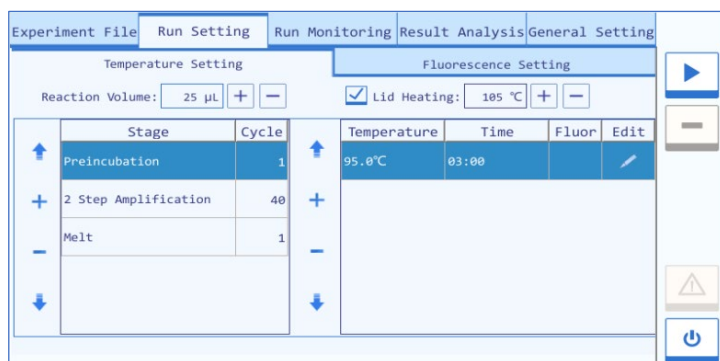 Experiment File Run Setting Run Monitoring Result Analysis General Setting
Temperature Setting Fluorescence Setting
Reaction Volume: 25 μL + − Lid Heating: 105 ℃ + −
Stage Cycle Temperature Time Fluor Edit
Preincubation 1 95.0℃ 03:00
2 Step Amplification 40
Melt 1